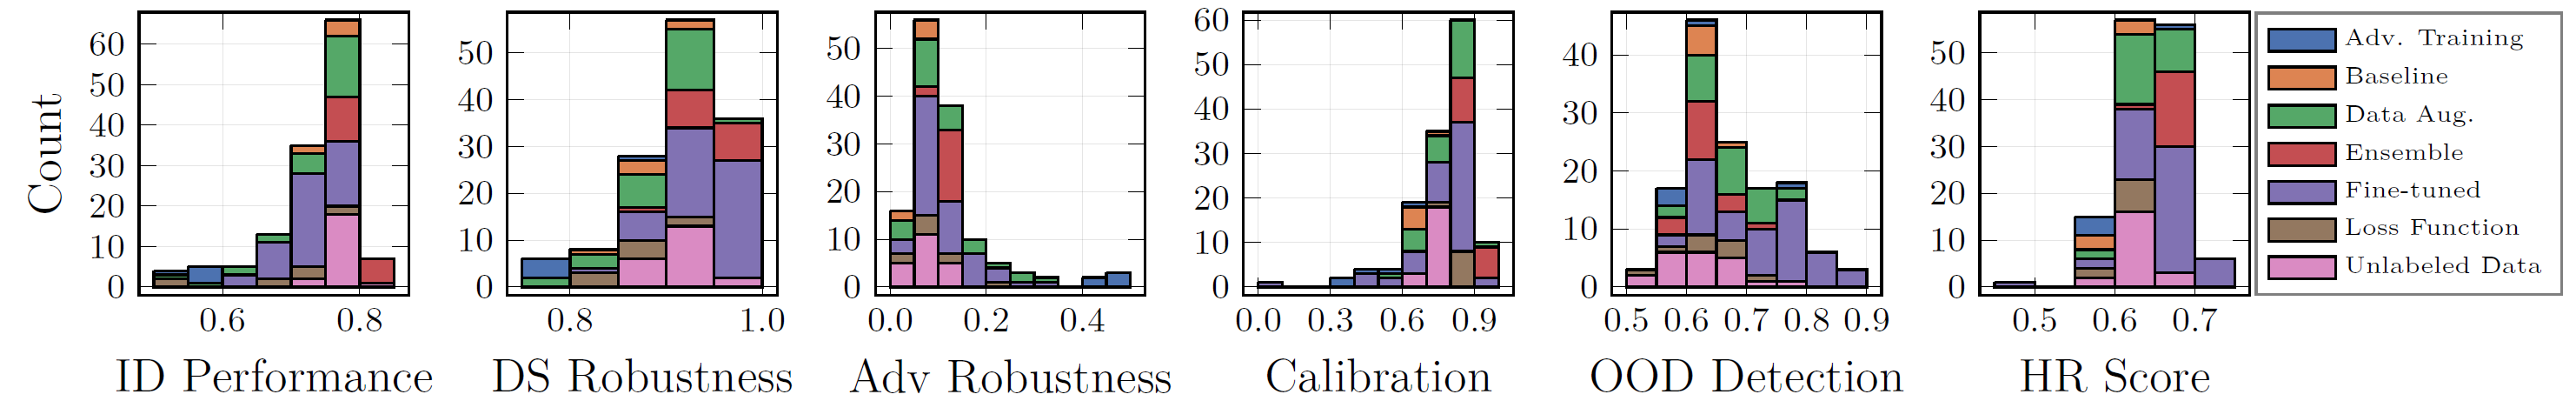 Count
60
50
40
30
20
10
0
0.6 0.8
ID Performance
50
40
30
20
10
0
0.8 1.0
DS Robustness
50
40
30
20
10
0
0.0 0.2 0.4
Adv Robustness
60
50
40
30
20
10
0
0.0 0.3 0.6 0.9
Calibration
40
30
20
10
0
0.5 0.6 0.7 0.8 0.9
OOD Detection
50
40
30
20
10
0
0.5 0.6 0.7
HR Score
Adv. Training
Baseline
Data Aug.
Ensemble
Fine-tuned
Loss Function
Unlabeled Data